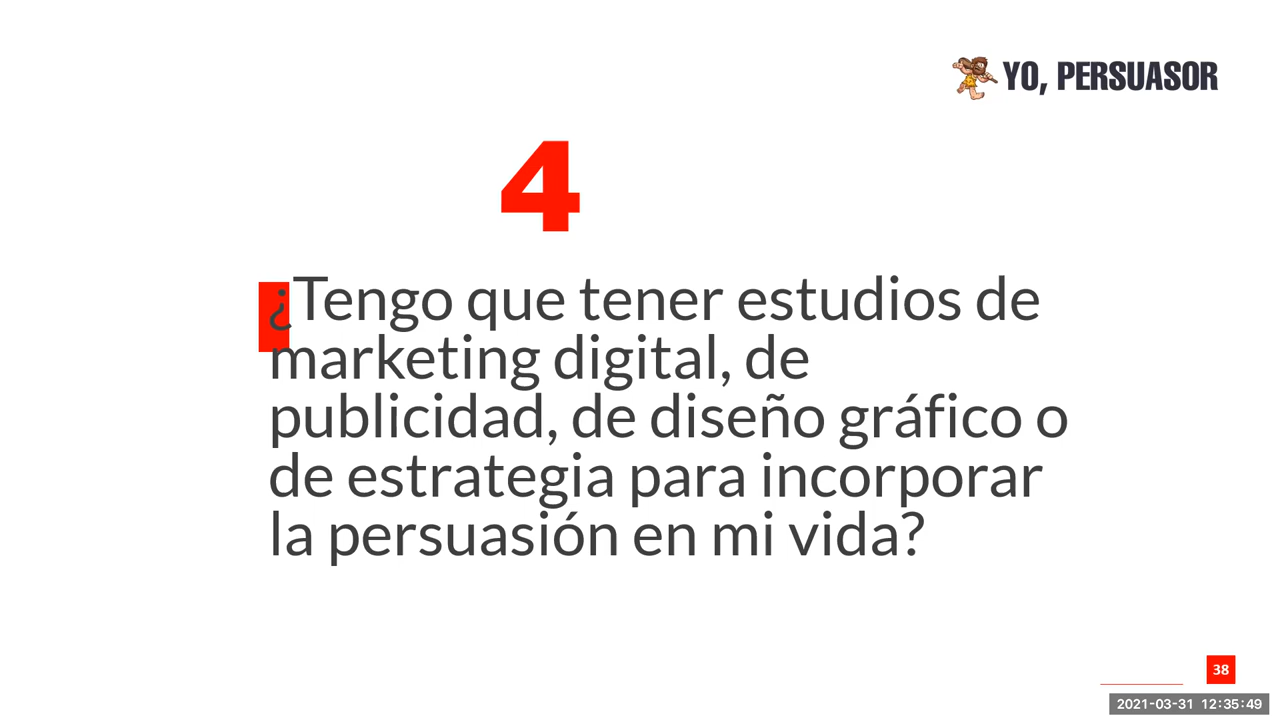 YO, PERSUASOR
4
¿Tengo que tener estudios de
marketing digital, de
publicidad, de diseño gráfico o
de estrategia para incorporar
la persuasión en mi vida?
38
2021-03-31 12:35:49